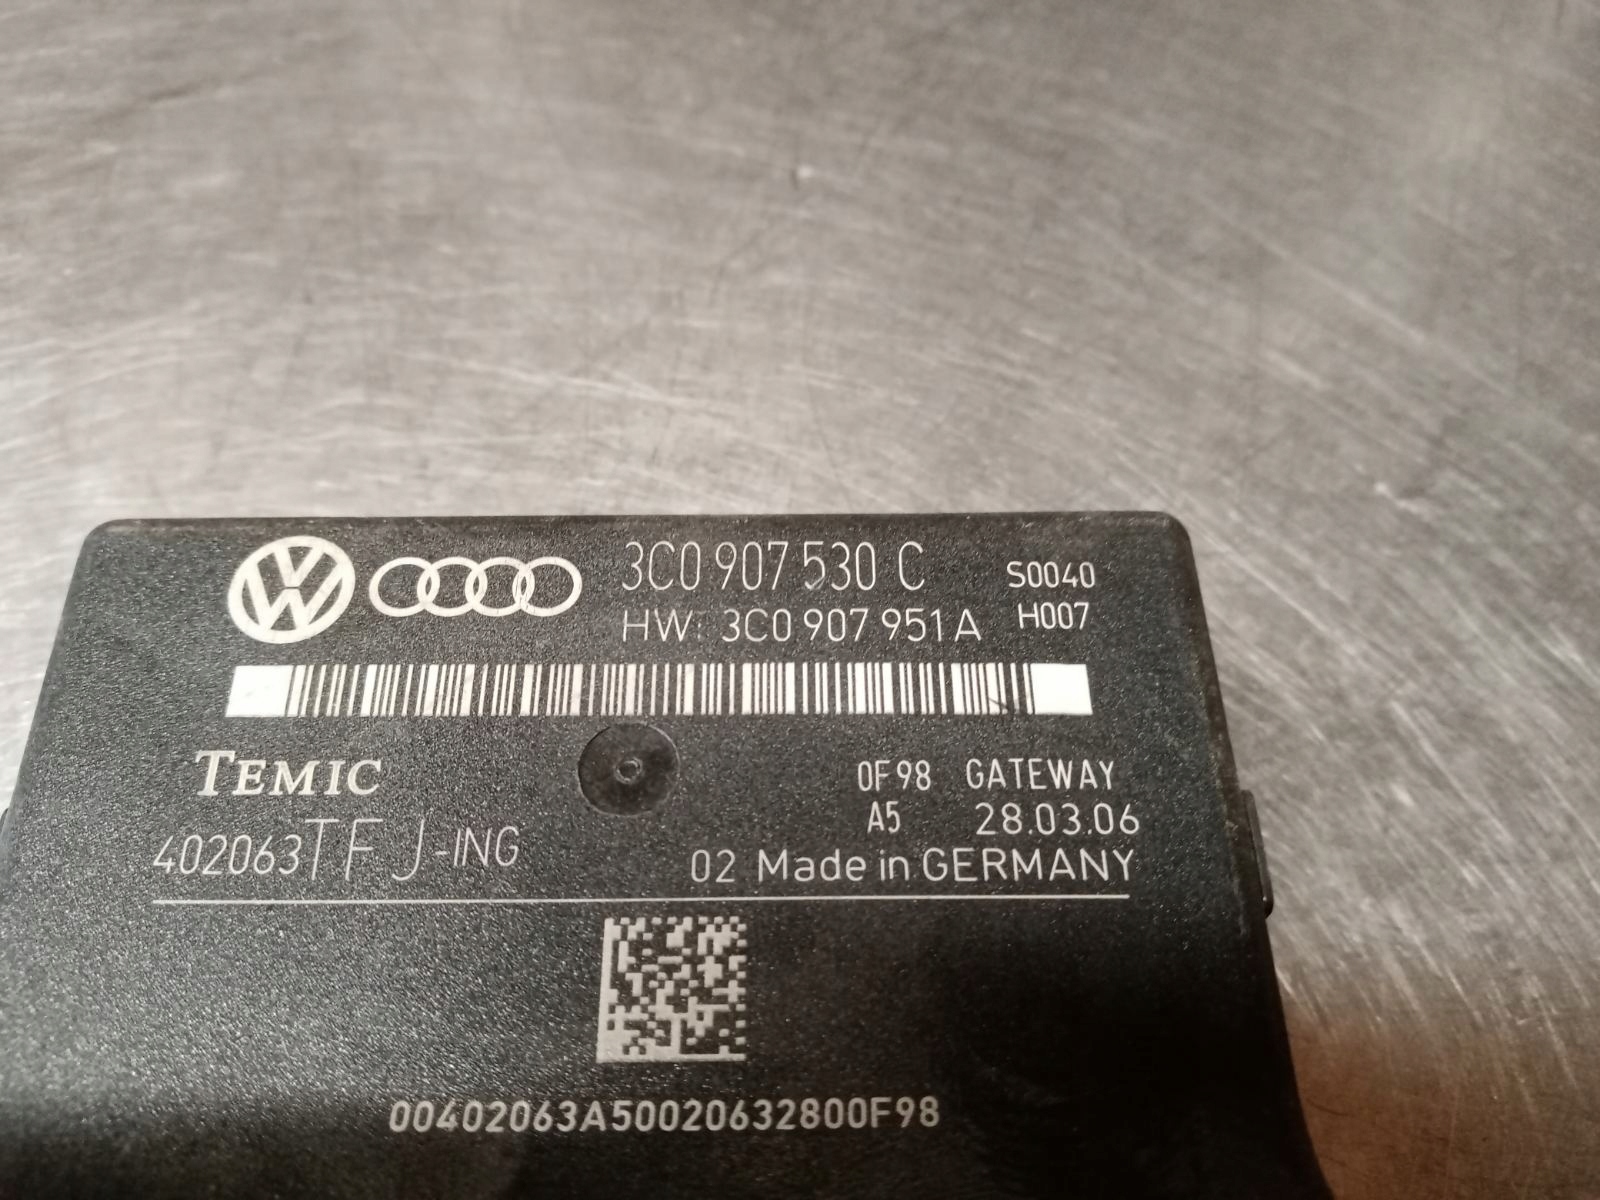 3C0 907 530 C S0040
HW: 3C0 907 951 A H007
TEMIC
0F98 GATEWAY
A5 28.03.06
402063TF J-ING
02 Made in GERMANY
00402063A50020632800F98